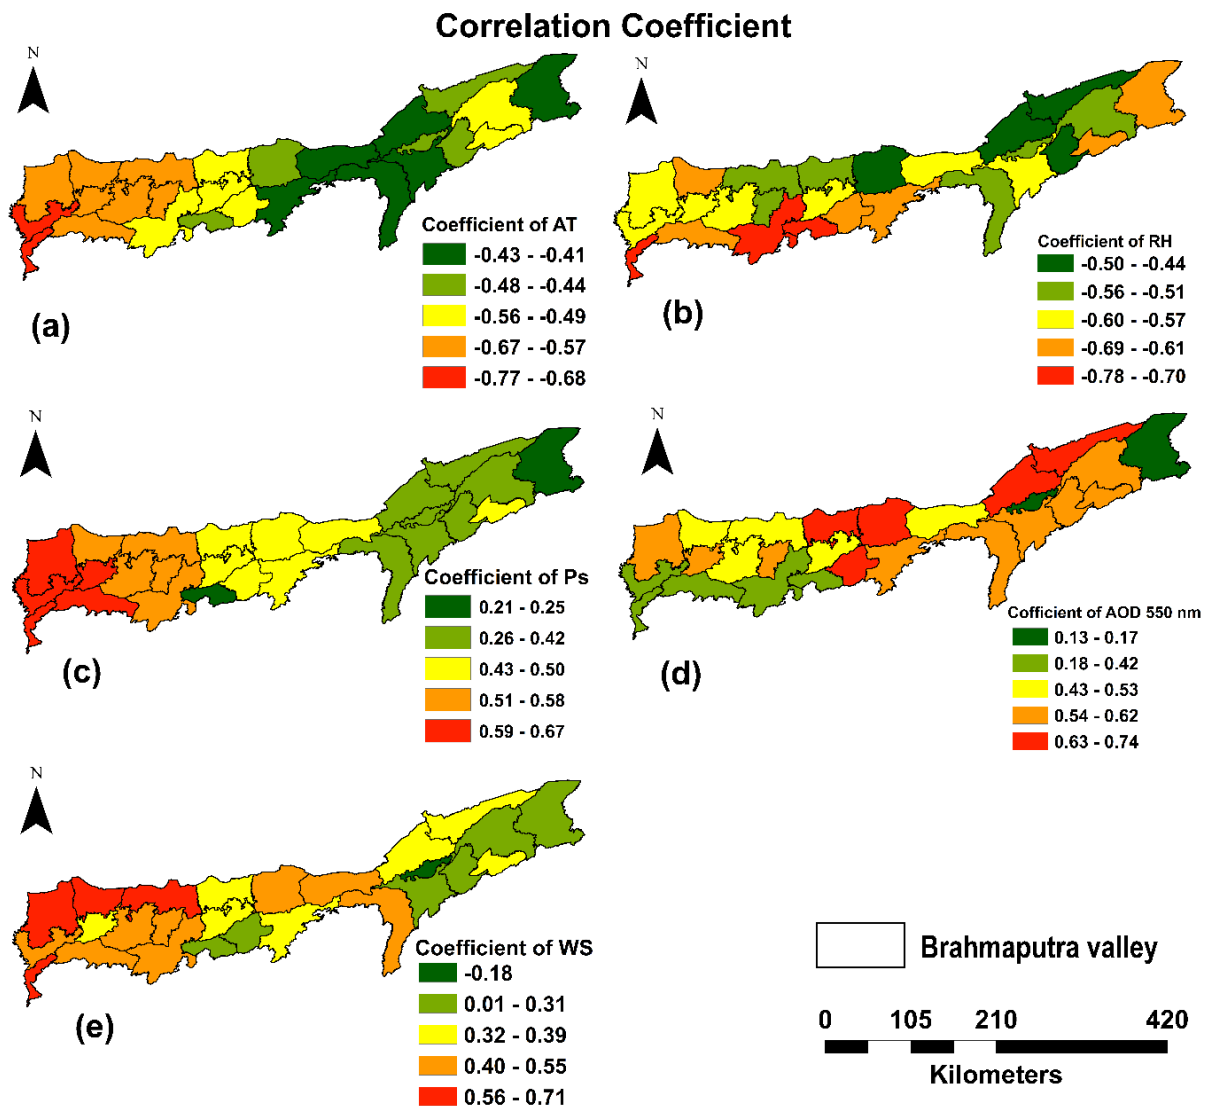 Correlation Coefficient
N
Coefficient of AT
-0.43 - -0.41
-0.48 - -0.44
-0.56 - -0.49
-0.67 - -0.57
-0.77 - -0.68
(a)
N
Coefficient of RH
-0.50 - -0.44
-0.56 - -0.51
-0.60 - -0.57
-0.69 - -0.61
-0.78 - -0.70
(b)
N
Coefficient of Ps
0.21 - 0.25
0.26 - 0.42
0.43 - 0.50
0.51 - 0.58
0.59 - 0.67
(c)
N
Cofficient of AOD 550 nm
0.13 - 0.17
0.18 - 0.42
0.43 - 0.53
0.54 - 0.62
0.63 - 0.74
(d)
N
Coefficient of WS
-0.18
0.01 - 0.31
0.32 - 0.39
0.40 - 0.55
0.56 - 0.71
(e)
Brahmaputra valley
0 105 210 420
Kilometers